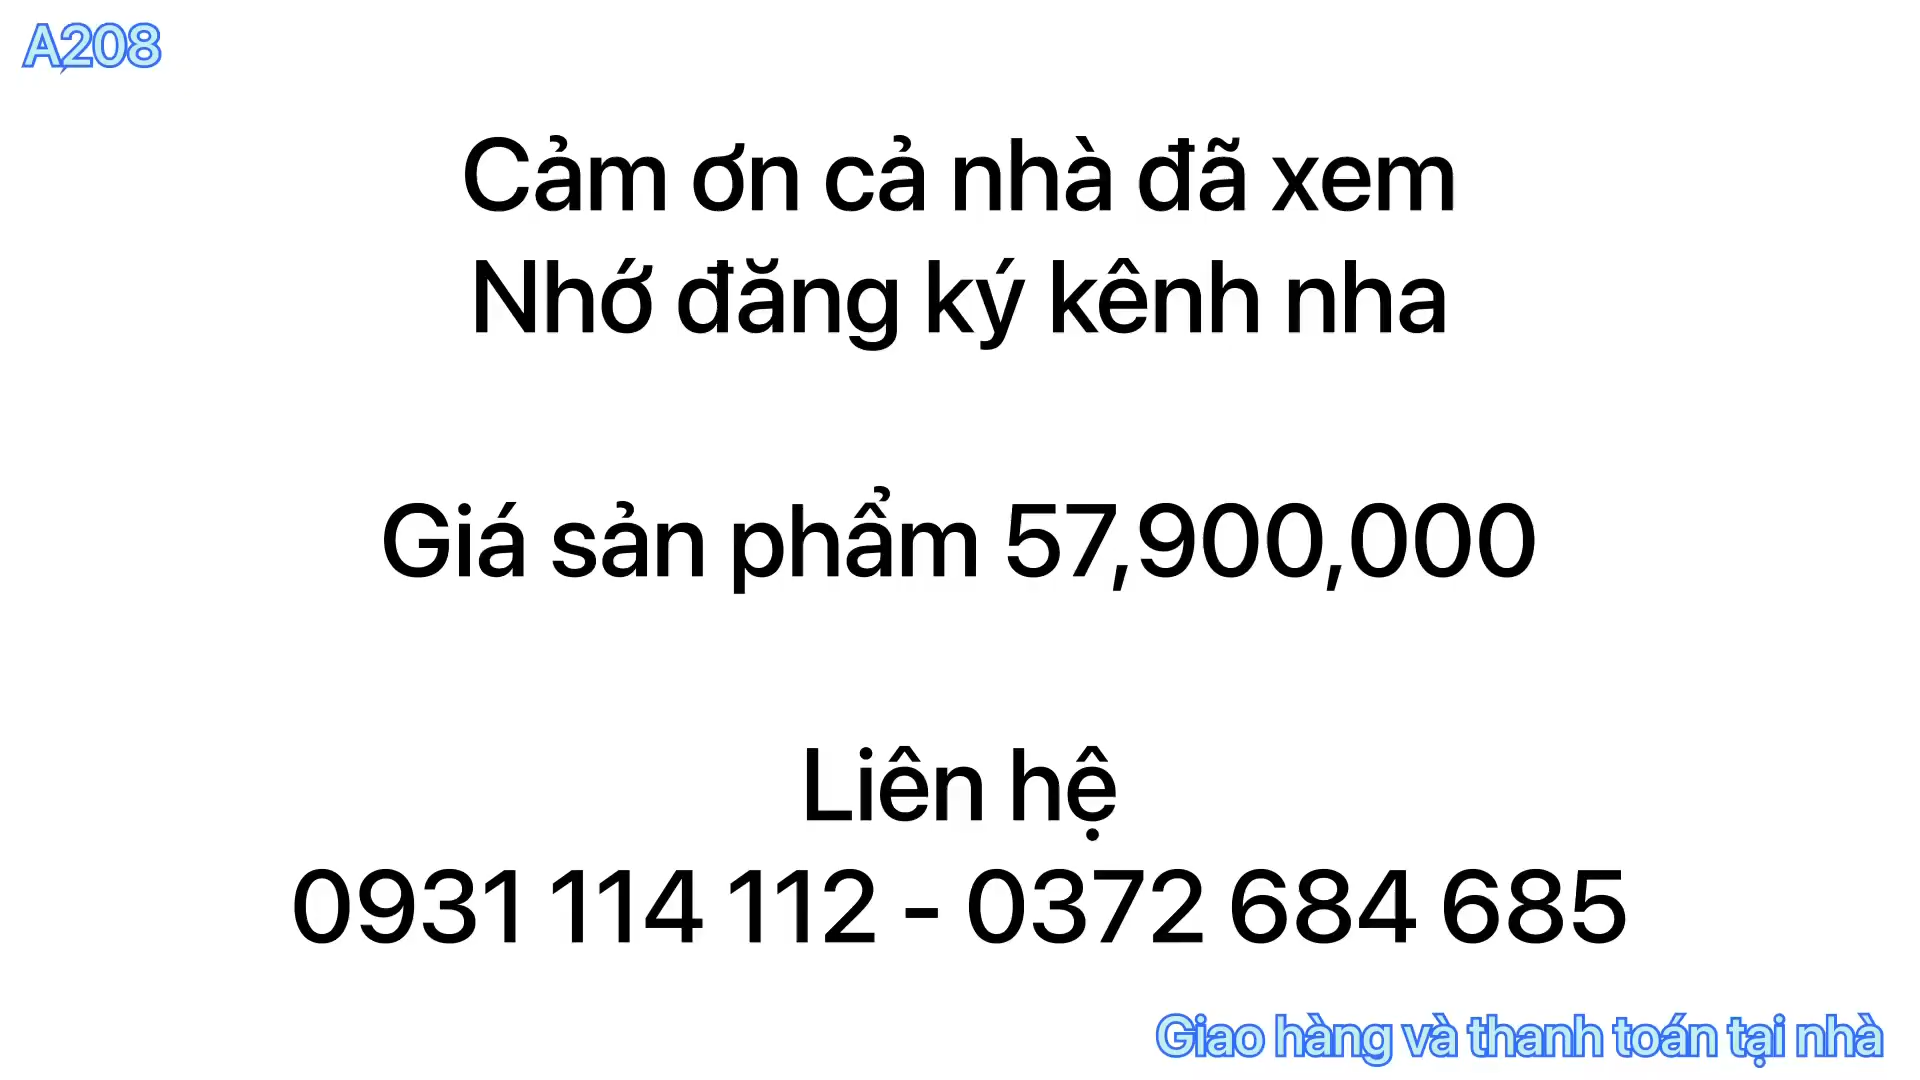 A208
Cảm ơn cả nhà đã xem
Nhớ đăng ký kênh nha
Giá sản phẩm 57,900,000
Liên hệ
0931 114 112 - 0372 684 685
Giao hàng và thanh toán tại nhà